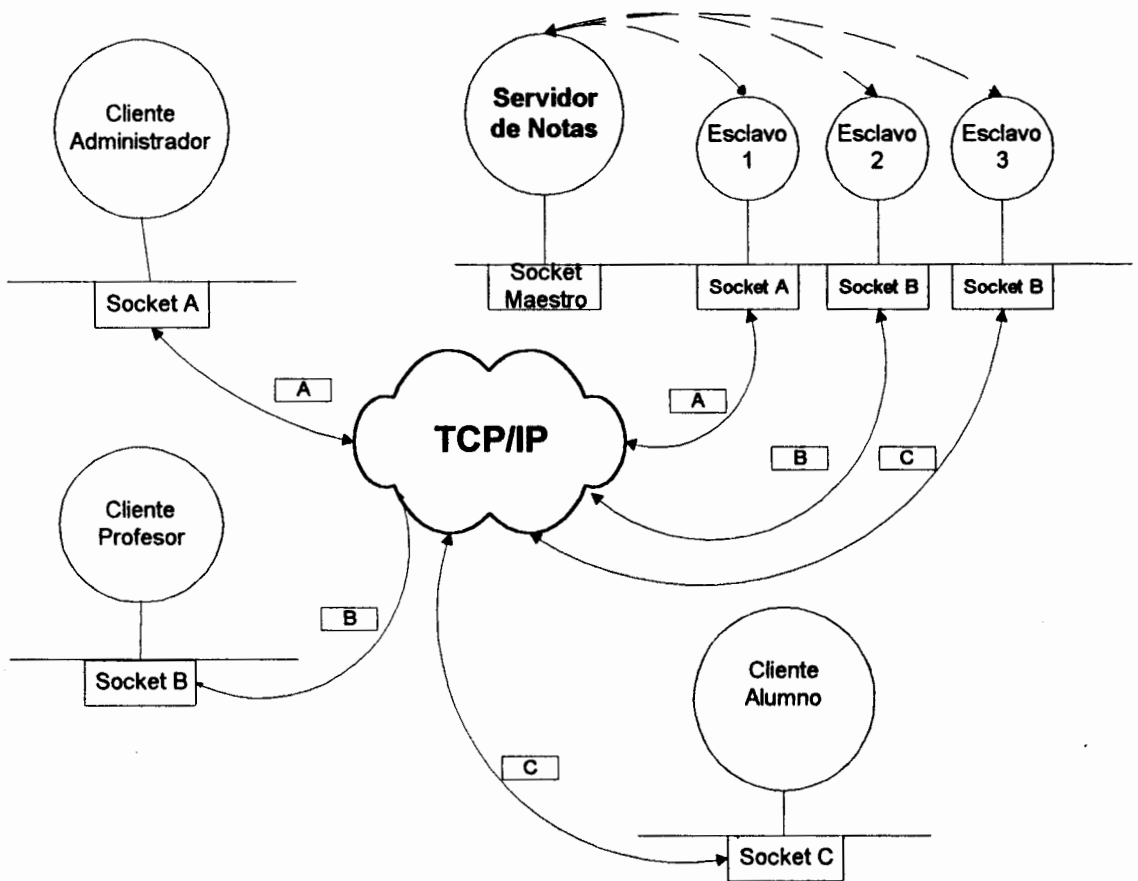 Cliente
Administrador
Servidor
de Notas
Esclavo
1
Esclavo
2
Esclavo
3
Socket A
Socket
Maestro
Socket A
Socket B
Socket B
A
A
TCP/IP
B
C
Cliente
Profesor
B
Socket B
Cliente
Alumno
C
Socket C